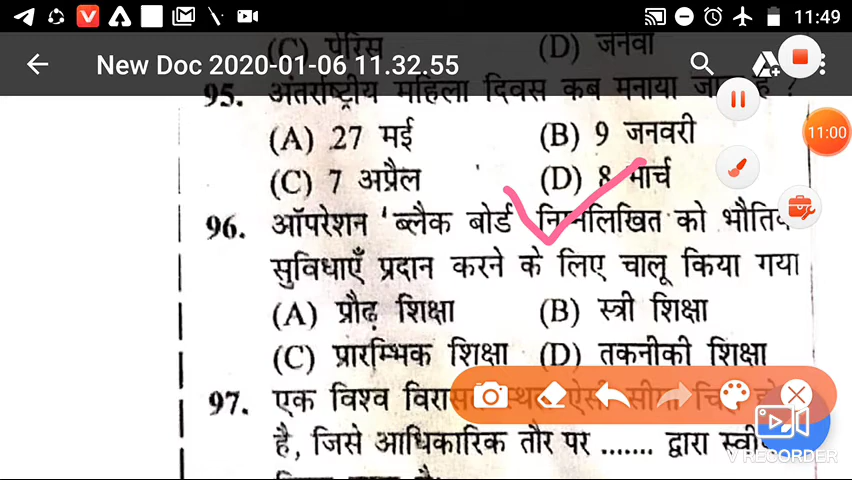 11:49
(C) पेरिस (D) जेनेवा
New Doc 2020-01-06 11.32.55
95. अंतर्राष्ट्रीय महिला दिवस कब मनाया जाता है ?
11:00
(A) 27 मई (B) 9 जनवरी
(C) 7 अप्रैल (D) 8 मार्च
96. ऑपरेशन 'ब्लैक बोर्ड' निम्नलिखित को भौतिक
सुविधाएँ प्रदान करने के लिए चालू किया गया
(A) प्रौढ़ शिक्षा (B) स्त्री शिक्षा
(C) प्रारम्भिक शिक्षा (D) तकनीकी शिक्षा
97. एक विश्व विरासत स्थल ऐसी सीमा
है, जिसे आधिकारिक तौर पर ....... द्वारा
V RECORDER